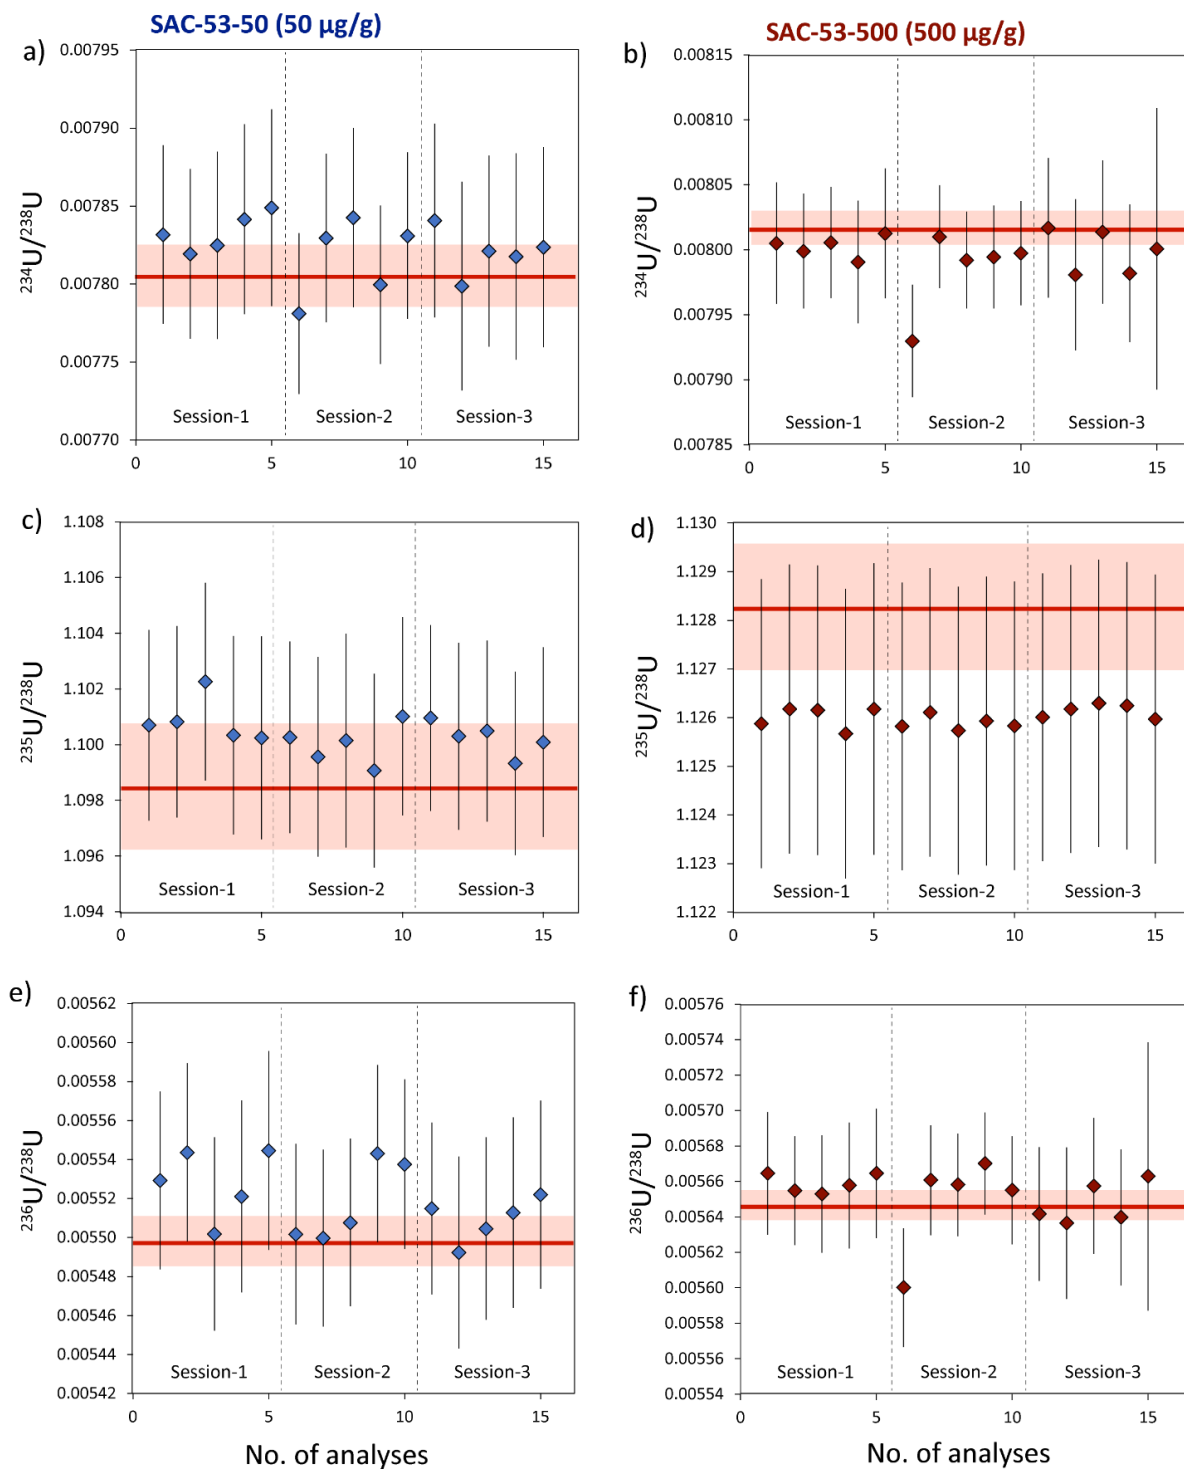 SAC-53-50 (50 µg/g)
SAC-53-500 (500 µg/g)
a)
0.00795
0.00790
0.00785
0.00780
0.00775
0.00770
²³⁴U/²³⁸U
Session-1
Session-2
Session-3
0
5
10
15
b)
0.00815
0.00810
0.00805
0.00800
0.00795
0.00790
0.00785
²³⁴U/²³⁸U
Session-1
Session-2
Session-3
0
5
10
15
c)
1.108
1.106
1.104
1.102
1.100
1.098
1.096
1.094
²³⁵U/²³⁸U
Session-1
Session-2
Session-3
0
5
10
15
d)
1.130
1.129
1.128
1.127
1.126
1.125
1.124
1.123
1.122
²³⁵U/²³⁸U
Session-1
Session-2
Session-3
0
5
10
15
e)
0.00562
0.00560
0.00558
0.00556
0.00554
0.00552
0.00550
0.00548
0.00546
0.00544
0.00542
²³⁶U/²³⁸U
Session-1
Session-2
Session-3
0
5
10
15
No. of analyses
f)
0.00576
0.00574
0.00572
0.00570
0.00568
0.00566
0.00564
0.00562
0.00560
0.00558
0.00556
0.00554
²³⁶U/²³⁸U
Session-1
Session-2
Session-3
0
5
10
15
No. of analyses